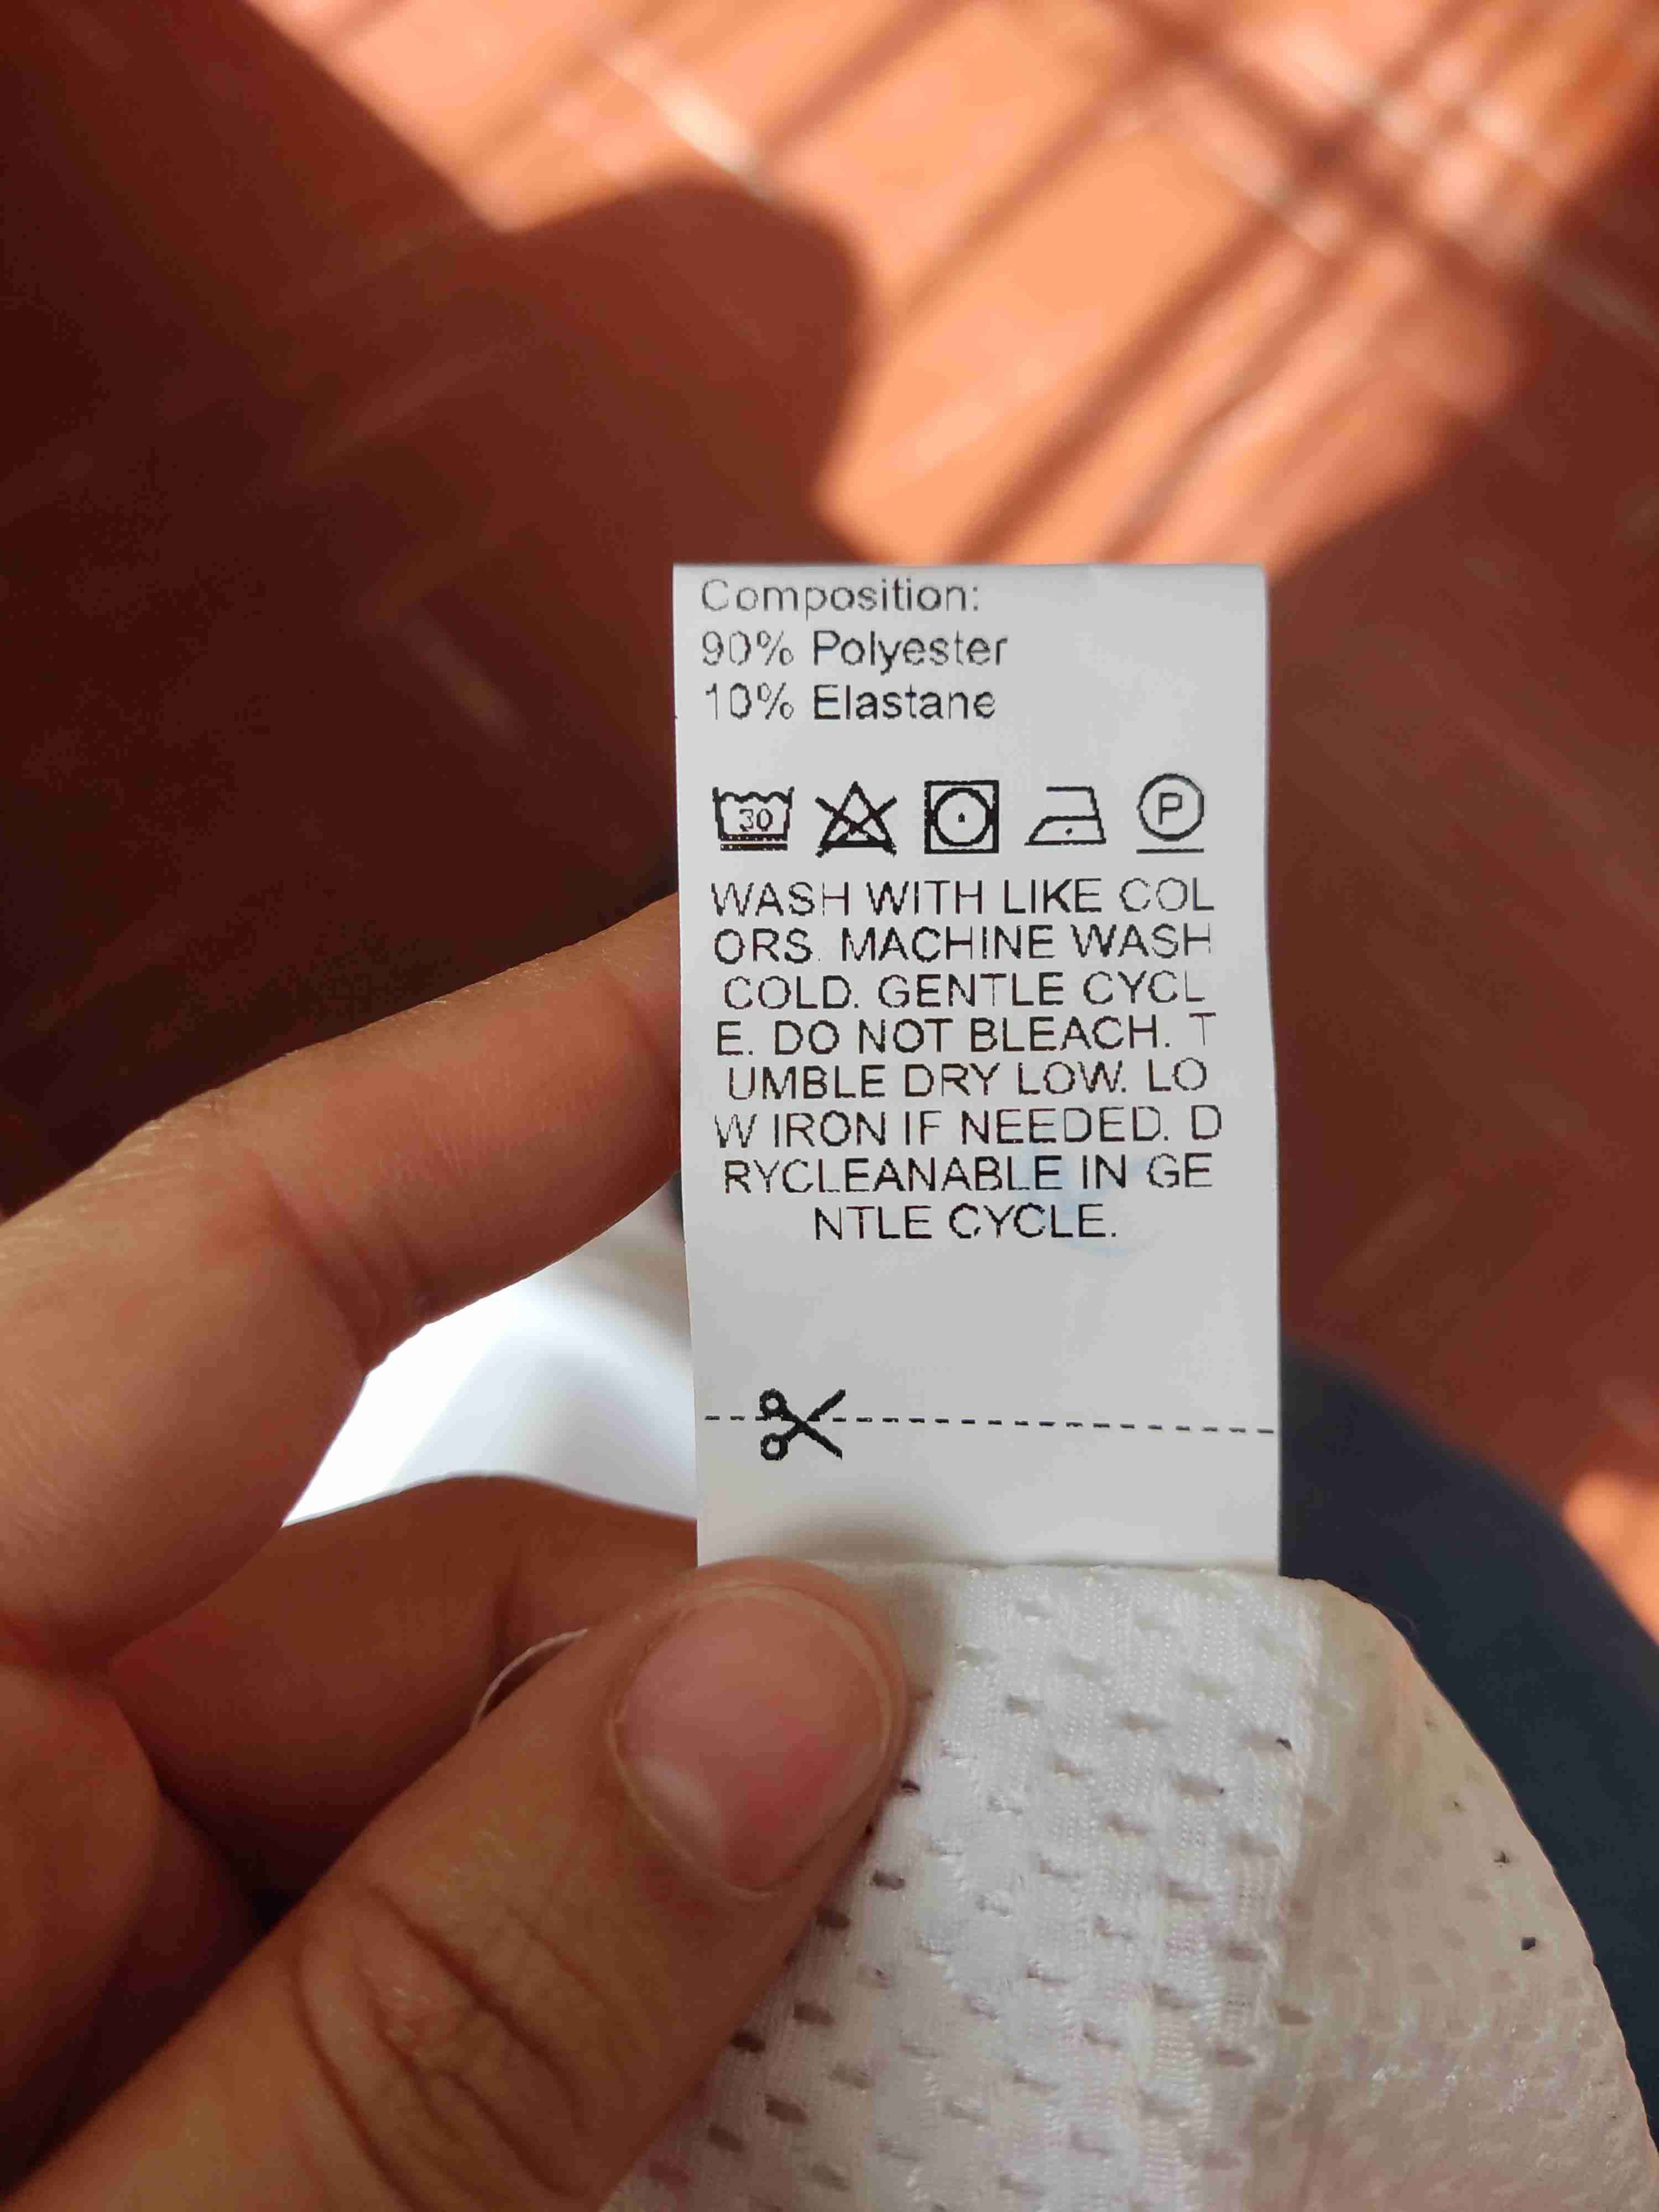 Composition:
90% Polyester
10% Elastane
30 P
WASH WITH LIKE COL
ORS. MACHINE WASH
COLD. GENTLE CYCL
E. DO NOT BLEACH. T
UMBLE DRY LOW. LO
W IRON IF NEEDED. D
RYCLEANABLE IN GE
NTLE CYCLE.